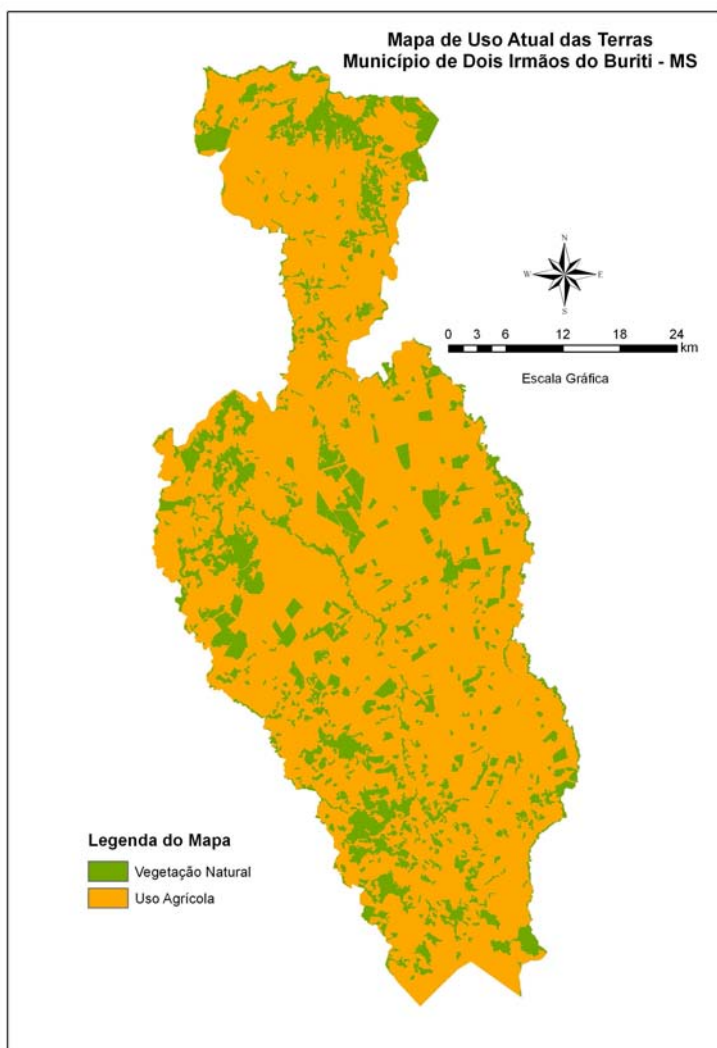 Mapa de Uso Atual das Terras
Município de Dois Irmãos do Buriti - MS
N
W
E
S
0 3 6 12 18 24
km
Escala Gráfica
Legenda do Mapa
Vegetação Natural
Uso Agrícola